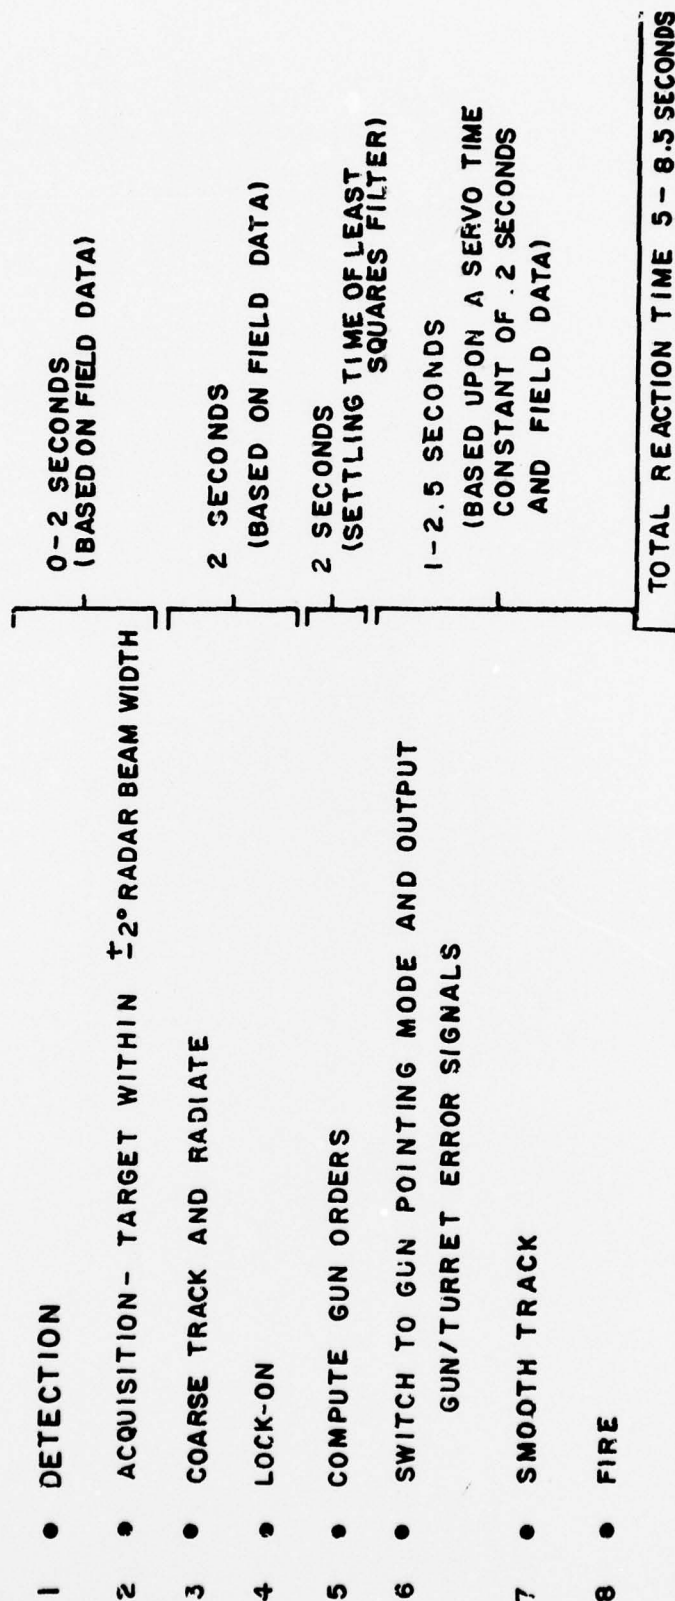 1 • DETECTION
2 • ACQUISITION- TARGET WITHIN ±2° RADAR BEAM WIDTH
0-2 SECONDS
(BASED ON FIELD DATA)
3 • COARSE TRACK AND RADIATE
4 • LOCK-ON
2 SECONDS
(BASED ON FIELD DATA)
5 • COMPUTE GUN ORDERS
2 SECONDS
(SETTLING TIME OF LEAST
SQUARES FILTER)
6 • SWITCH TO GUN POINTING MODE AND OUTPUT
GUN/TURRET ERROR SIGNALS
7 • SMOOTH TRACK
8 • FIRE
1-2.5 SECONDS
(BASED UPON A SERVO TIME
CONSTANT OF .2 SECONDS
AND FIELD DATA)
TOTAL REACTION TIME 5- 8.5 SECONDS